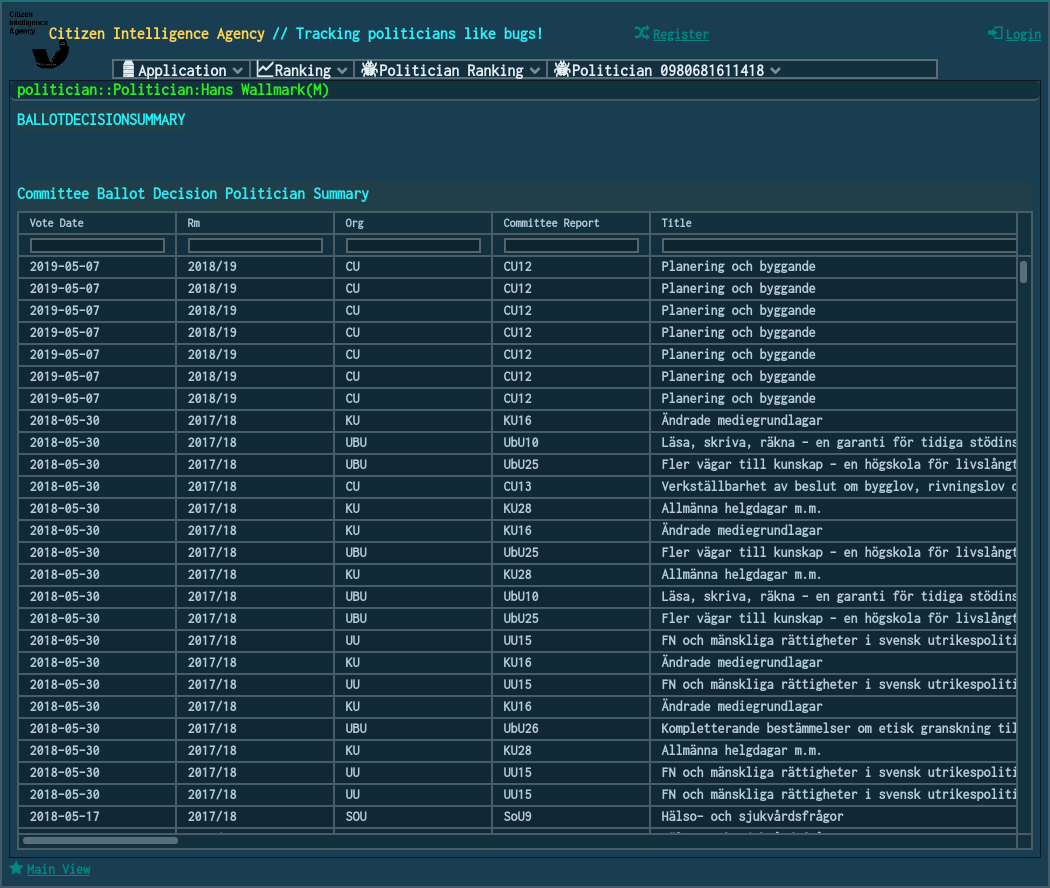 Citizen
Intelligence
Agency
Citizen Intelligence Agency // Tracking politicians like bugs!
Register
Login
Application Ranking Politician Ranking Politician 0980681611418
politician::Politician:Hans Wallmark(M)
BALLOTDECISIONSUMMARY
Committee Ballot Decision Politician Summary
Vote Date Rm Org Committee Report Title
2019-05-07 2018/19 CU CU12 Planering och byggande
2019-05-07 2018/19 CU CU12 Planering och byggande
2019-05-07 2018/19 CU CU12 Planering och byggande
2019-05-07 2018/19 CU CU12 Planering och byggande
2019-05-07 2018/19 CU CU12 Planering och byggande
2019-05-07 2018/19 CU CU12 Planering och byggande
2019-05-07 2018/19 CU CU12 Planering och byggande
2018-05-30 2017/18 KU KU16 Ändrade mediegrundlagar
2018-05-30 2017/18 UBU UbU10 Läsa, skriva, räkna - en garanti för tidiga stödins
2018-05-30 2017/18 UBU UbU25 Fler vägar till kunskap - en högskola för livslångt
2018-05-30 2017/18 CU CU13 Verkställbarhet av beslut om bygglov, rivningslov
2018-05-30 2017/18 KU KU28 Allmänna helgdagar m.m.
2018-05-30 2017/18 KU KU16 Ändrade mediegrundlagar
2018-05-30 2017/18 UBU UbU25 Fler vägar till kunskap - en högskola för livslångt
2018-05-30 2017/18 KU KU28 Allmänna helgdagar m.m.
2018-05-30 2017/18 UBU UbU10 Läsa, skriva, räkna - en garanti för tidiga stödins
2018-05-30 2017/18 UBU UbU25 Fler vägar till kunskap - en högskola för livslångt
2018-05-30 2017/18 UU UU15 FN och mänskliga rättigheter i svensk utrikespoliti
2018-05-30 2017/18 KU KU16 Ändrade mediegrundlagar
2018-05-30 2017/18 UU UU15 FN och mänskliga rättigheter i svensk utrikespoliti
2018-05-30 2017/18 KU KU16 Ändrade mediegrundlagar
2018-05-30 2017/18 UBU UbU26 Kompletterande bestämmelser om etisk granskning til
2018-05-30 2017/18 KU KU28 Allmänna helgdagar m.m.
2018-05-30 2017/18 UU UU15 FN och mänskliga rättigheter i svensk utrikespoliti
2018-05-30 2017/18 UU UU15 FN och mänskliga rättigheter i svensk utrikespoliti
2018-05-17 2017/18 SOU SoU9 Hälso- och sjukvårdsfrågor
Main View